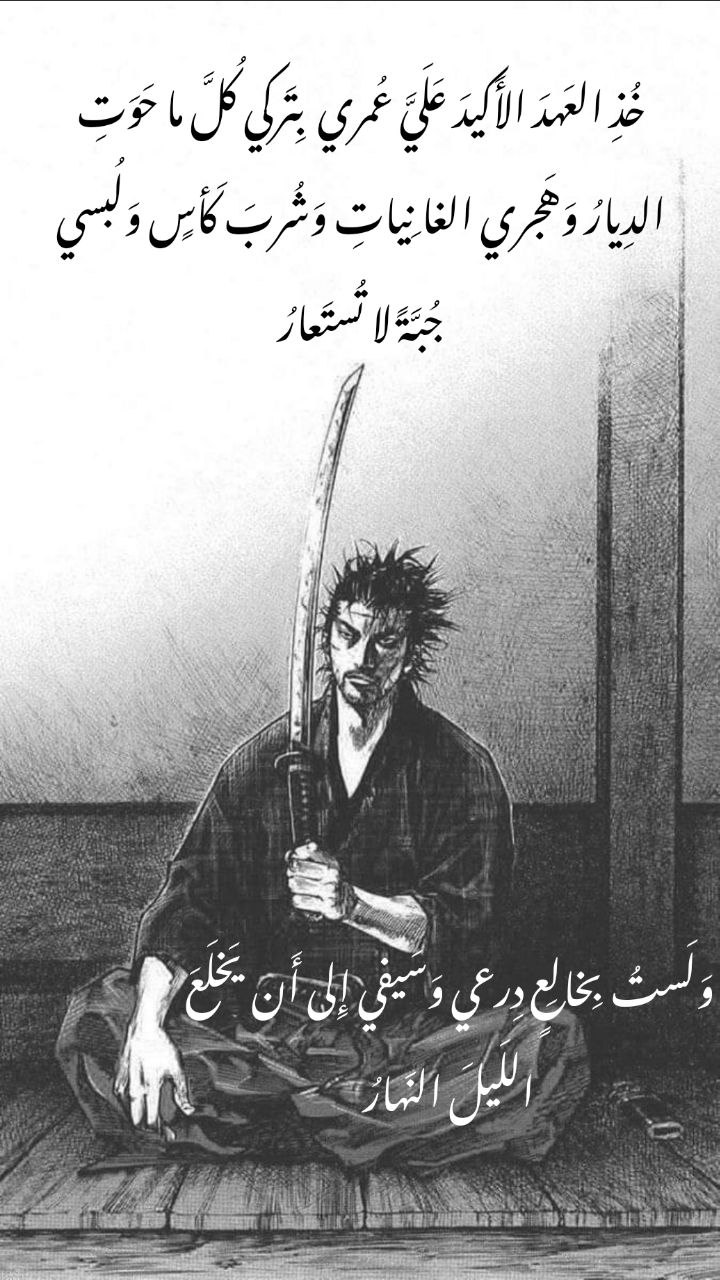 خُذِ العَهدَ الأَكيدَ عَلَيَّ عُمري بِتَركي كُلَّ ما حَوَتِ
الدِيارُ وَهَجري الغانِياتِ وَشُربَ كَأسٍ وَلُبسي
جُبَّةً لا تُستَعارُ
وَلَستُ بِخالِعٍ دِرعي وَسَيفي إِلى أَن يَخلَعَ
اللَيلَ النَهارُ